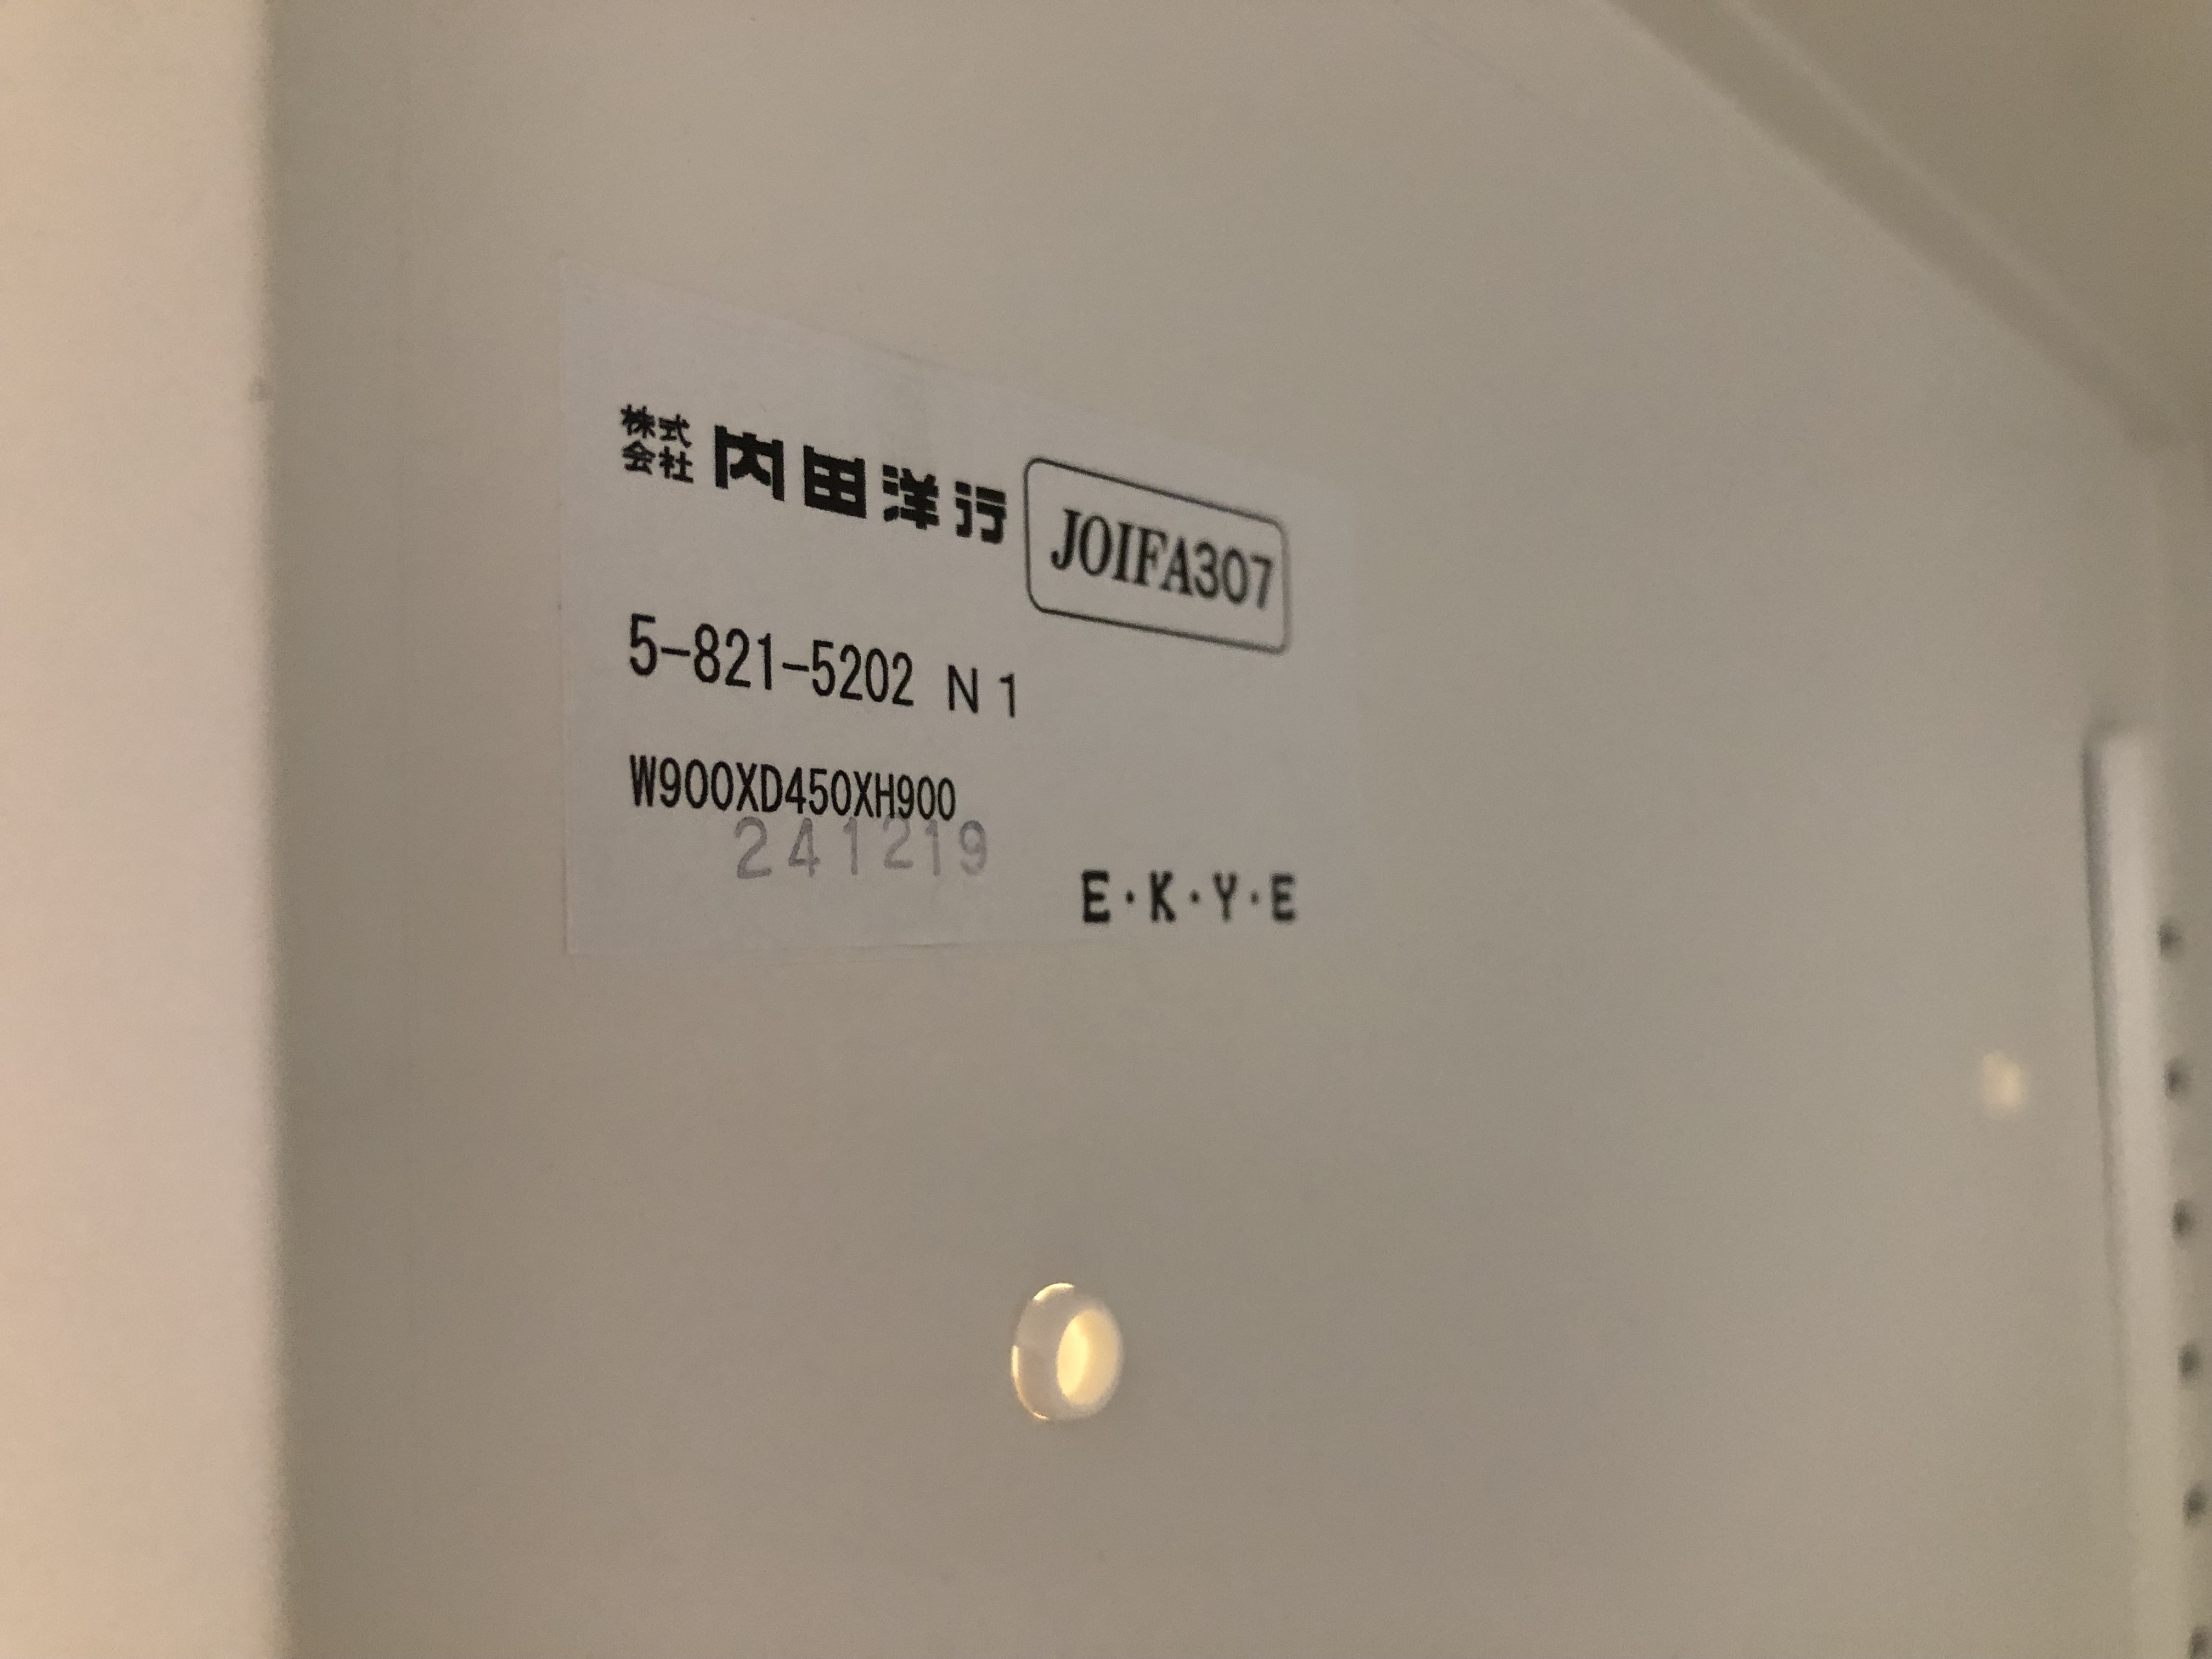 株式会社 内田洋行 JOIFA307
5-821-5202 N1
W900XD450XH900
241219
E・K・Y・E